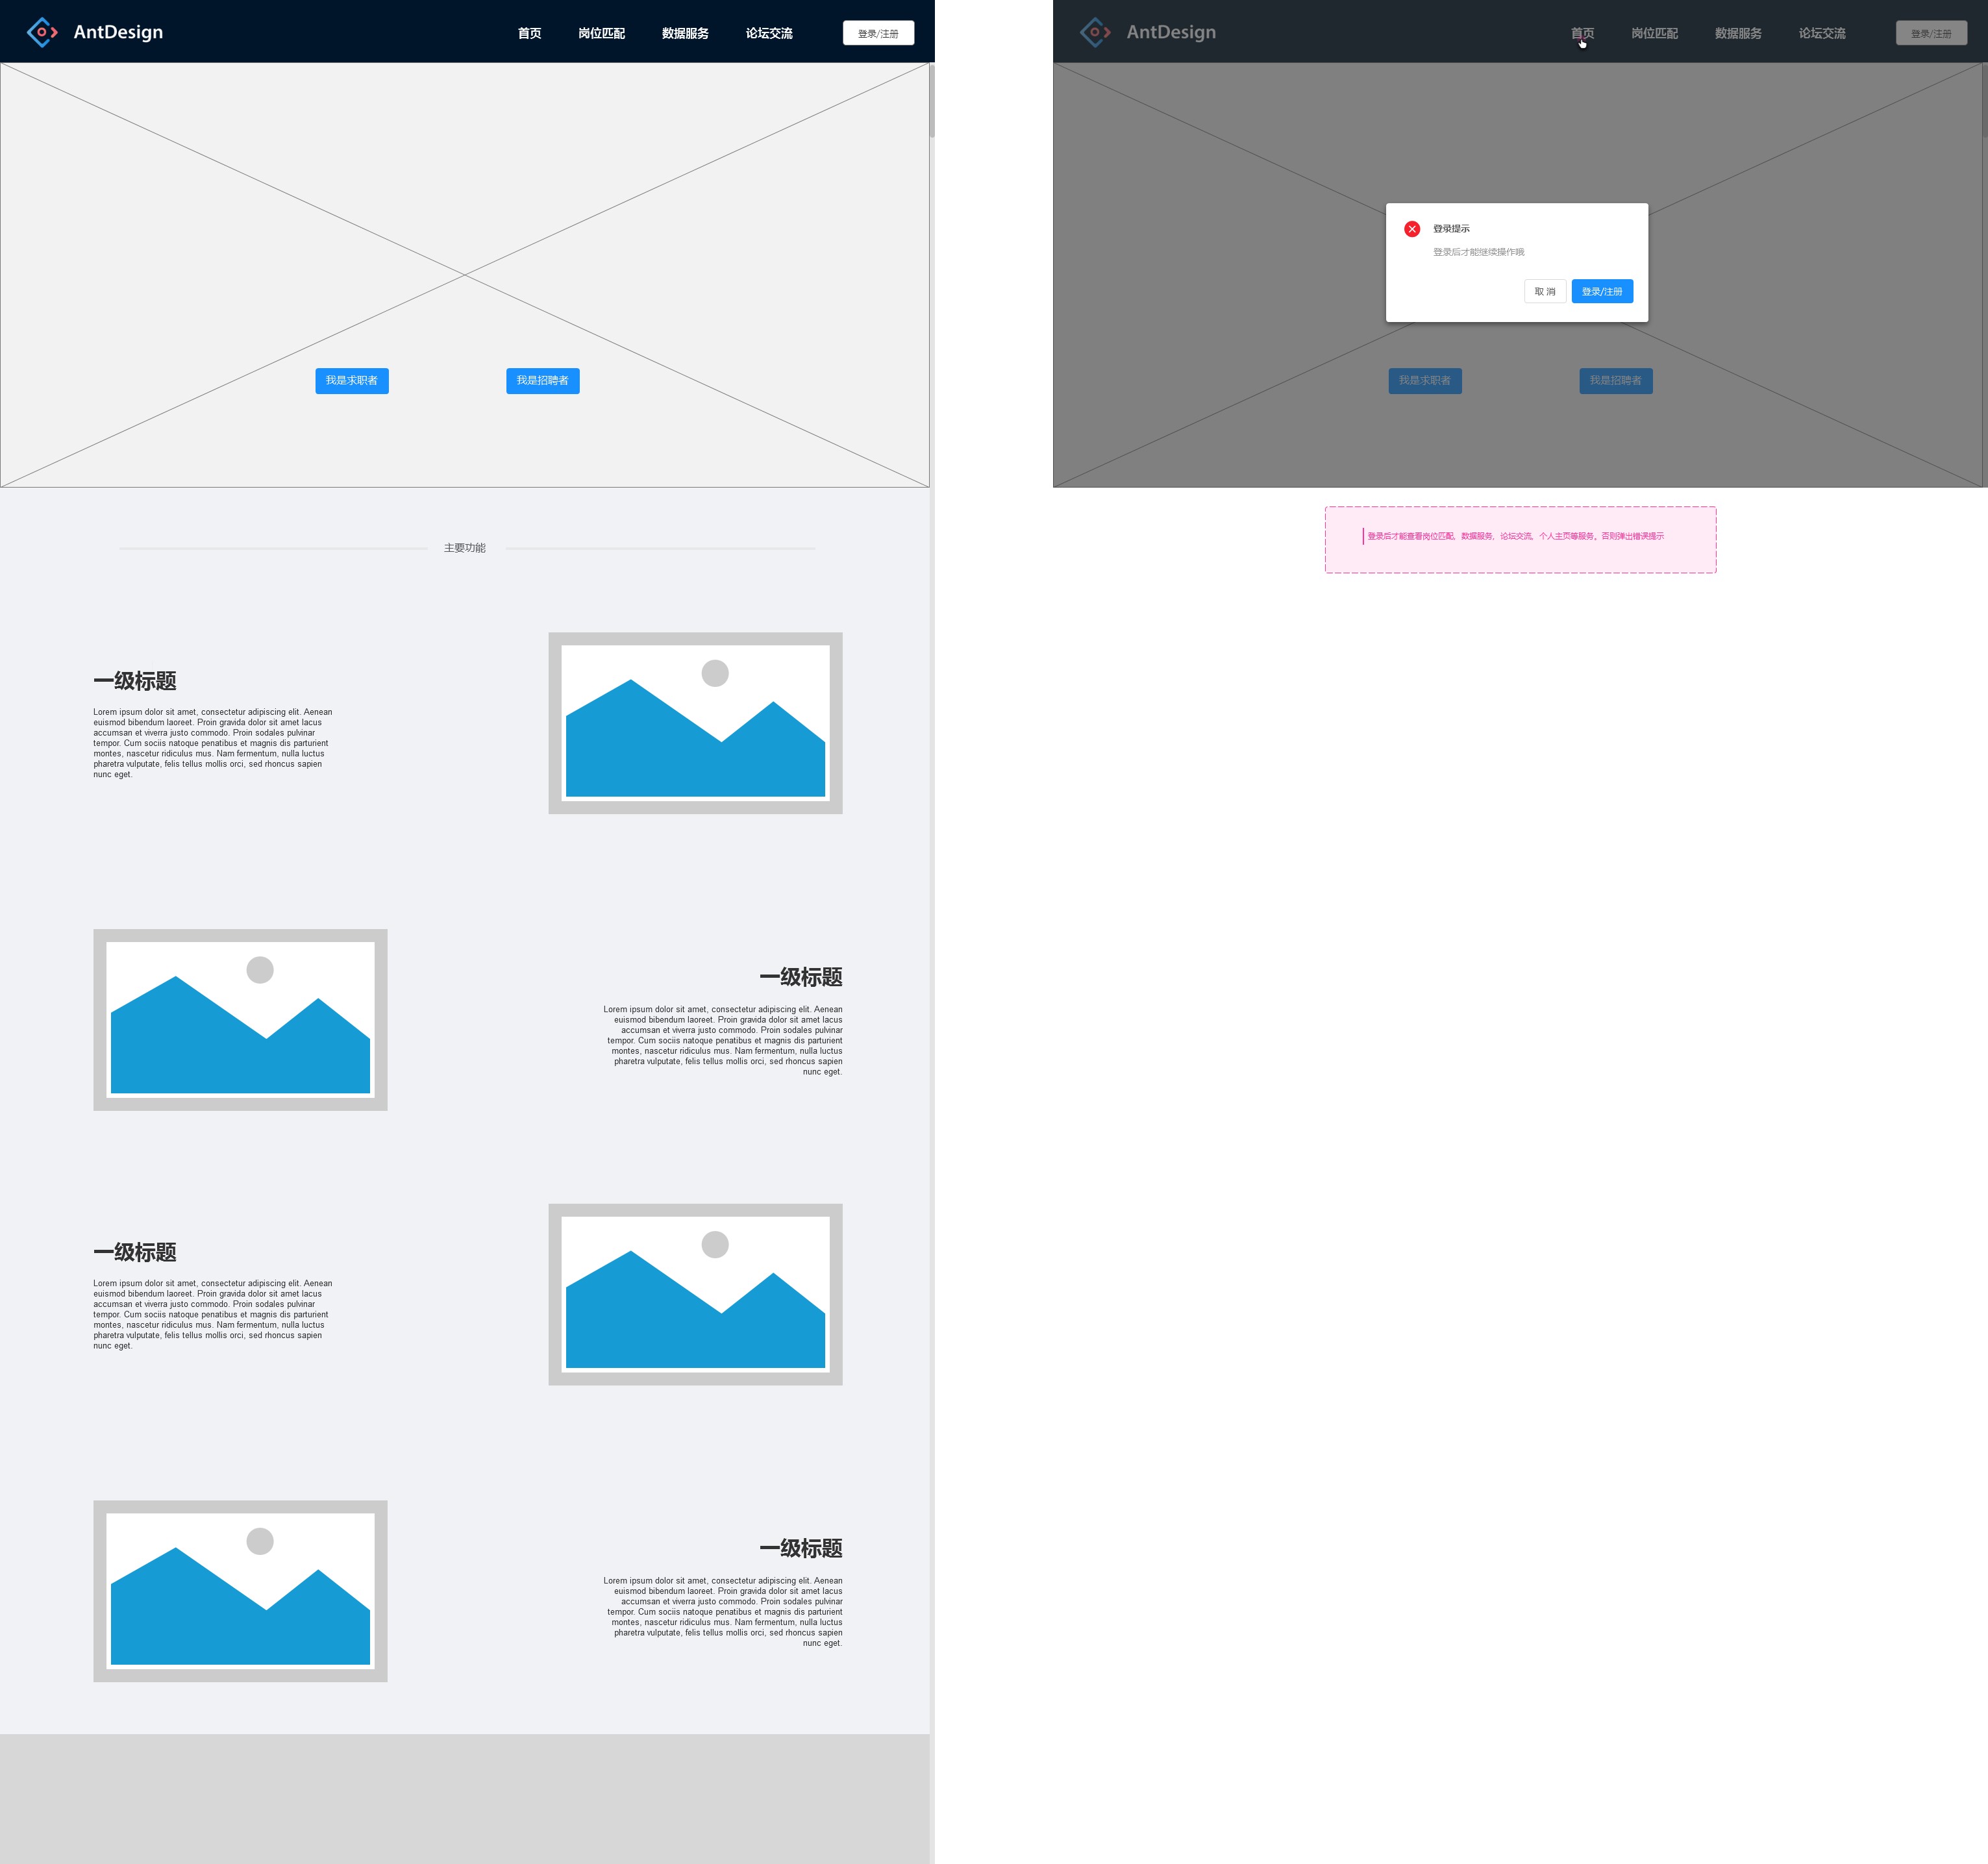 AntDesign
首页 岗位匹配 数据服务 论坛交流 登录/注册
我是求职者 我是招聘者
主要功能
一级标题
Lorem ipsum dolor sit amet, consectetur adipiscing elit. Aenean
euismod bibendum laoreet. Proin gravida dolor sit amet lacus
accumsan et viverra justo commodo. Proin sodales pulvinar
tempor. Cum sociis natoque penatibus et magnis dis parturient
montes, nascetur ridiculus mus. Nam fermentum, nulla luctus
pharetra vulputate, felis tellus mollis orci, sed rhoncus sapien
nunc eget.
一级标题
Lorem ipsum dolor sit amet, consectetur adipiscing elit. Aenean
euismod bibendum laoreet. Proin gravida dolor sit amet lacus
accumsan et viverra justo commodo. Proin sodales pulvinar
tempor. Cum sociis natoque penatibus et magnis dis parturient
montes, nascetur ridiculus mus. Nam fermentum, nulla luctus
pharetra vulputate, felis tellus mollis orci, sed rhoncus sapien
nunc eget.
一级标题
Lorem ipsum dolor sit amet, consectetur adipiscing elit. Aenean
euismod bibendum laoreet. Proin gravida dolor sit amet lacus
accumsan et viverra justo commodo. Proin sodales pulvinar
tempor. Cum sociis natoque penatibus et magnis dis parturient
montes, nascetur ridiculus mus. Nam fermentum, nulla luctus
pharetra vulputate, felis tellus mollis orci, sed rhoncus sapien
nunc eget.
一级标题
Lorem ipsum dolor sit amet, consectetur adipiscing elit. Aenean
euismod bibendum laoreet. Proin gravida dolor sit amet lacus
accumsan et viverra justo commodo. Proin sodales pulvinar
tempor. Cum sociis natoque penatibus et magnis dis parturient
montes, nascetur ridiculus mus. Nam fermentum, nulla luctus
pharetra vulputate, felis tellus mollis orci, sed rhoncus sapien
nunc eget.
AntDesign
首页 岗位匹配 数据服务 论坛交流 登录/注册
登录提示
登录后才能继续操作哦
取 消 登录/注册
我是求职者 我是招聘者
登录后才能查看岗位匹配，数据服务，论坛交流，个人主页等服务，否则弹出错误提示